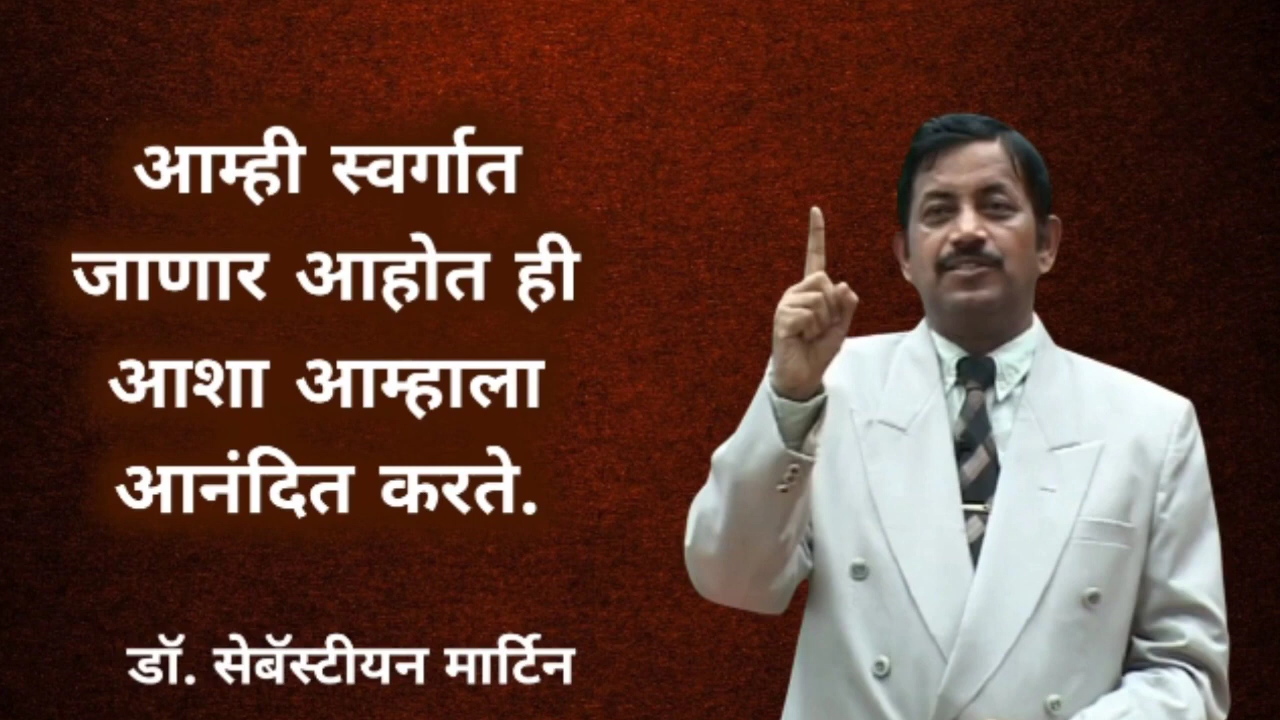 आम्ही स्वर्गात
जाणार आहोत ही
आशा आम्हाला
आनंदित करते.
डॉ. सेबॅस्टीयन मार्टिन